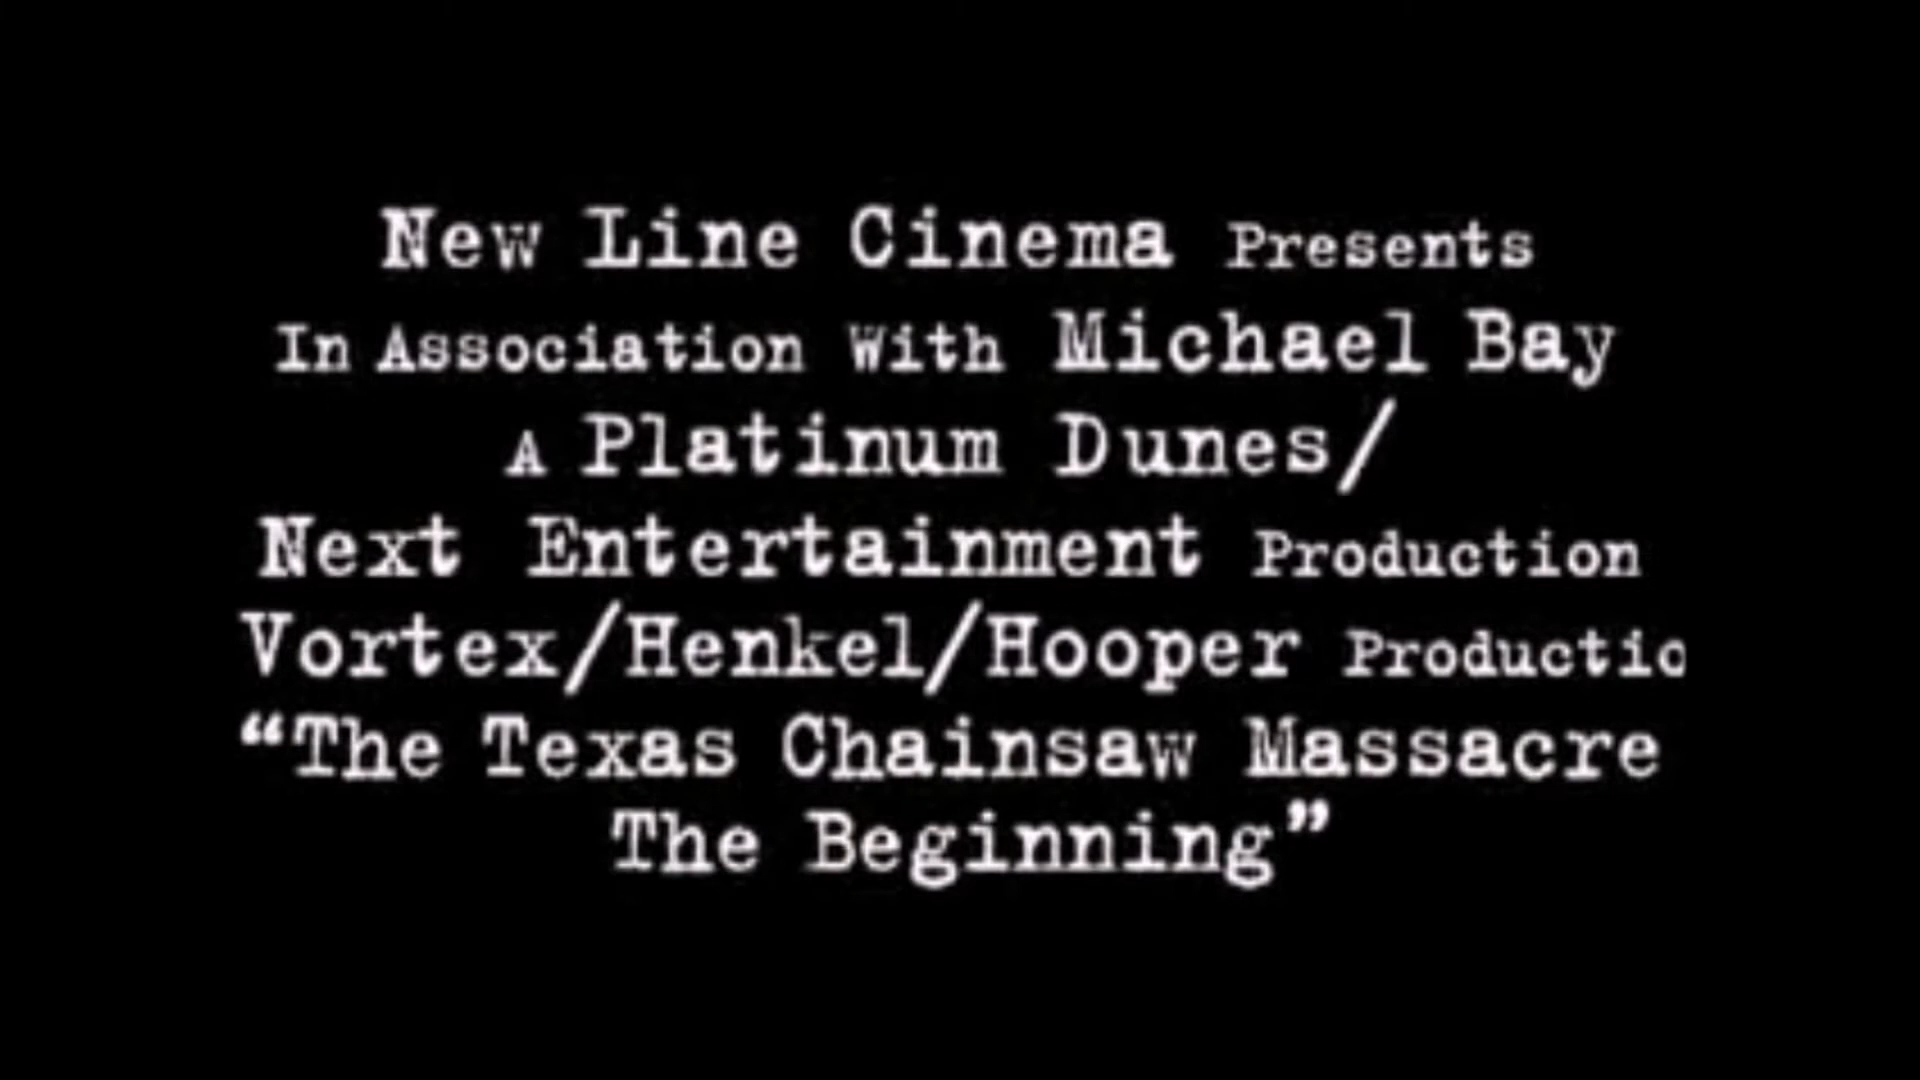 New Line Cinema Presents
In Association With Michael Bay
A Platinum Dunes/
Next Entertainment Production
Vortex/Henkel/Hooper Productio
“The Texas Chainsaw Massacre
The Beginning”